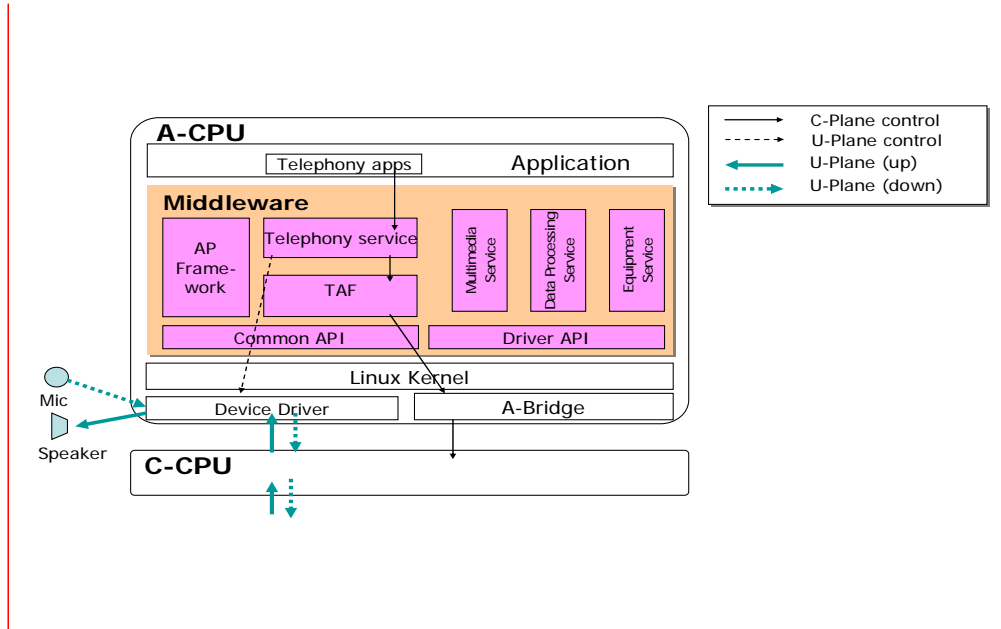 A-CPU
Telephony apps
Application
Middleware
AP
Frame-
work
Telephony service
TAF
Multimedia
Service
Data Processing
Service
Equipment
Service
Common API
Driver API
Linux Kernel
Device Driver
A-Bridge
Mic
Speaker
C-CPU
C-Plane control
U-Plane control
U-Plane (up)
U-Plane (down)